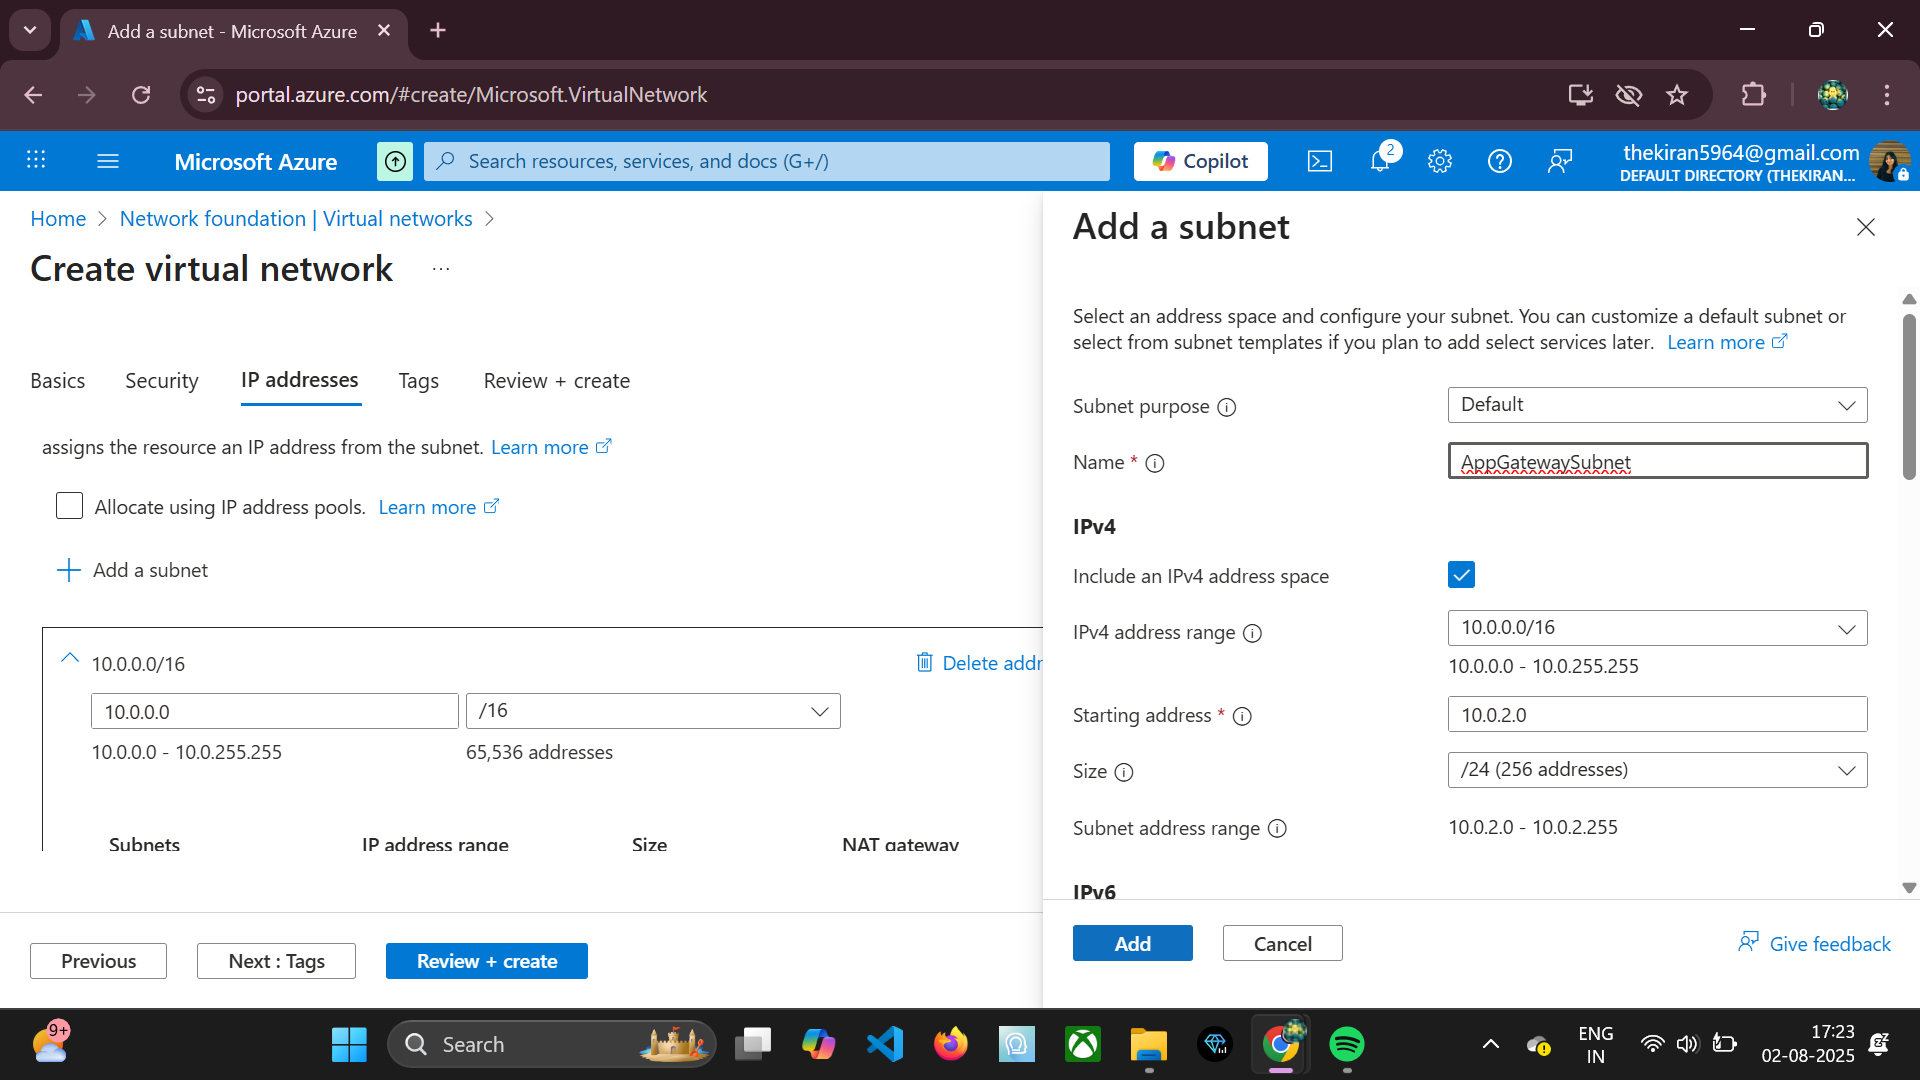 Add a subnet - Microsoft Azure
portal.azure.com/#create/Microsoft.VirtualNetwork
Microsoft Azure
Search resources, services, and docs (G+/)
Copilot
2
thekiran5964@gmail.com
DEFAULT DIRECTORY (THEKIRAN...
Home > Network foundation | Virtual networks >
Create virtual network ...
Basics
Security
IP addresses
Tags
Review + create
assigns the resource an IP address from the subnet. Learn more
Allocate using IP address pools. Learn more
Add a subnet
10.0.0.0/16
Delete addr
10.0.0.0
/16
10.0.0.0 - 10.0.255.255
65,536 addresses
Subnets
IP address range
Size
NAT gateway
Previous
Next : Tags
Review + create
Add a subnet
Select an address space and configure your subnet. You can customize a default subnet or
select from subnet templates if you plan to add select services later. Learn more
Subnet purpose
Default
Name *
AppGatewaySubnet
IPv4
Include an IPv4 address space
IPv4 address range
10.0.0.0/16
10.0.0.0 - 10.0.255.255
Starting address *
10.0.2.0
Size
/24 (256 addresses)
Subnet address range
10.0.2.0 - 10.0.2.255
IPv6
Add
Cancel
Give feedback
9+
Search
ENG
IN
17:23
02-08-2025